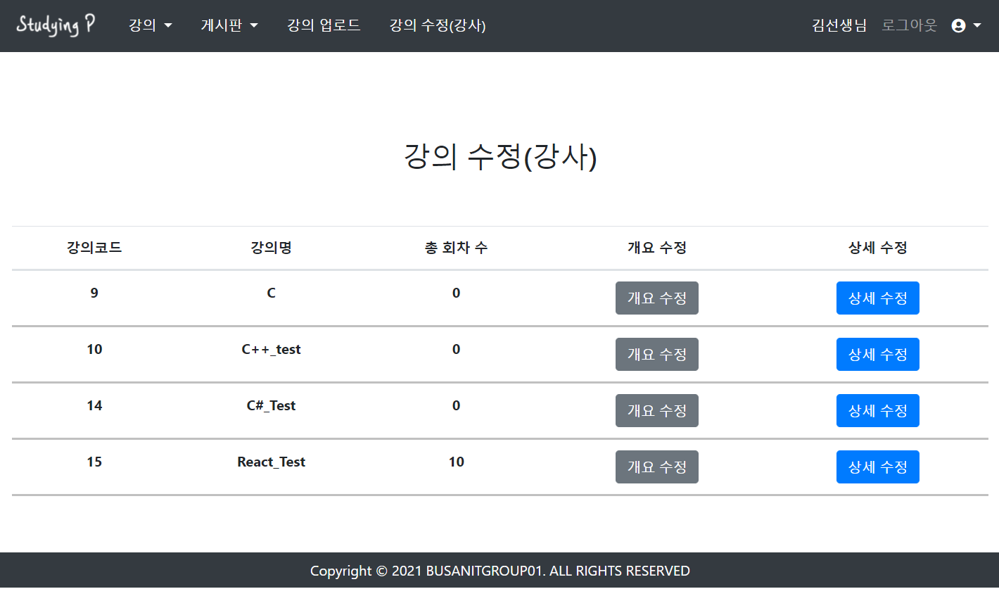 Studying P 강의 게시판 강의 업로드 강의 수정(강사) 김선생님 로그아웃
강의 수정(강사)
강의코드 강의명 총 회차 수 개요 수정 상세 수정
9 C 0 개요 수정 상세 수정
10 C++_test 0 개요 수정 상세 수정
14 C#_Test 0 개요 수정 상세 수정
15 React_Test 10 개요 수정 상세 수정
Copyright © 2021 BUSANITGROUP01. ALL RIGHTS RESERVED